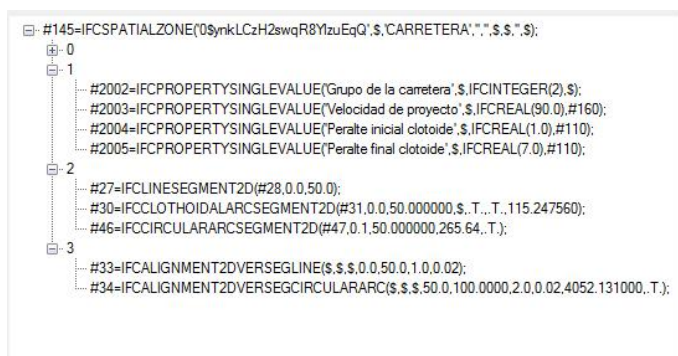 #145=IFCSPATIALZONE('0$ynkLCzH2swqR8YlzuEqQ',$,'CARRETERA','','',$,$,'',$);
0
1
#2002=IFCPROPERTYSINGLEVALUE('Grupo de la carretera',$,IFCINTEGER(2),$);
#2003=IFCPROPERTYSINGLEVALUE('Velocidad de proyecto',$,IFCREAL(90.0),#160);
#2004=IFCPROPERTYSINGLEVALUE('Peralte inicial clotoide',$,IFCREAL(1.0),#110);
#2005=IFCPROPERTYSINGLEVALUE('Peralte final clotoide',$,IFCREAL(7.0),#110);
2
#27=IFCLINESEGMENT2D(#28,0.0,50.0);
#30=IFCCLOTHOIDALARCSEGMENT2D(#31,0.0,50.000000,$,.T.,.T.,115.247560);
#46=IFCCIRCULARARCSEGMENT2D(#47,0.1,50.000000,265.64,.T.);
3
#33=IFCALIGNMENT2DVERSEGLINE($,$,$,0.0,50.0,1.0,0.02);
#34=IFCALIGNMENT2DVERSEGCIRCULARARC($,$,$,50.0,100.0000,2.0,0.02,4052.131000,.T.);